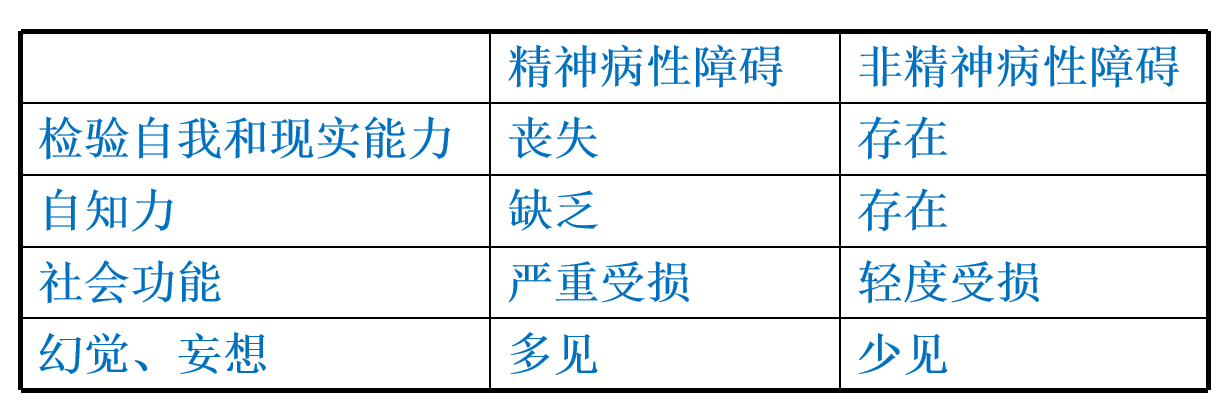 精神病性障碍 非精神病性障碍
检验自我和现实能力 丧失 存在
自知力 缺乏 存在
社会功能 严重受损 轻度受损
幻觉、妄想 多见 少见